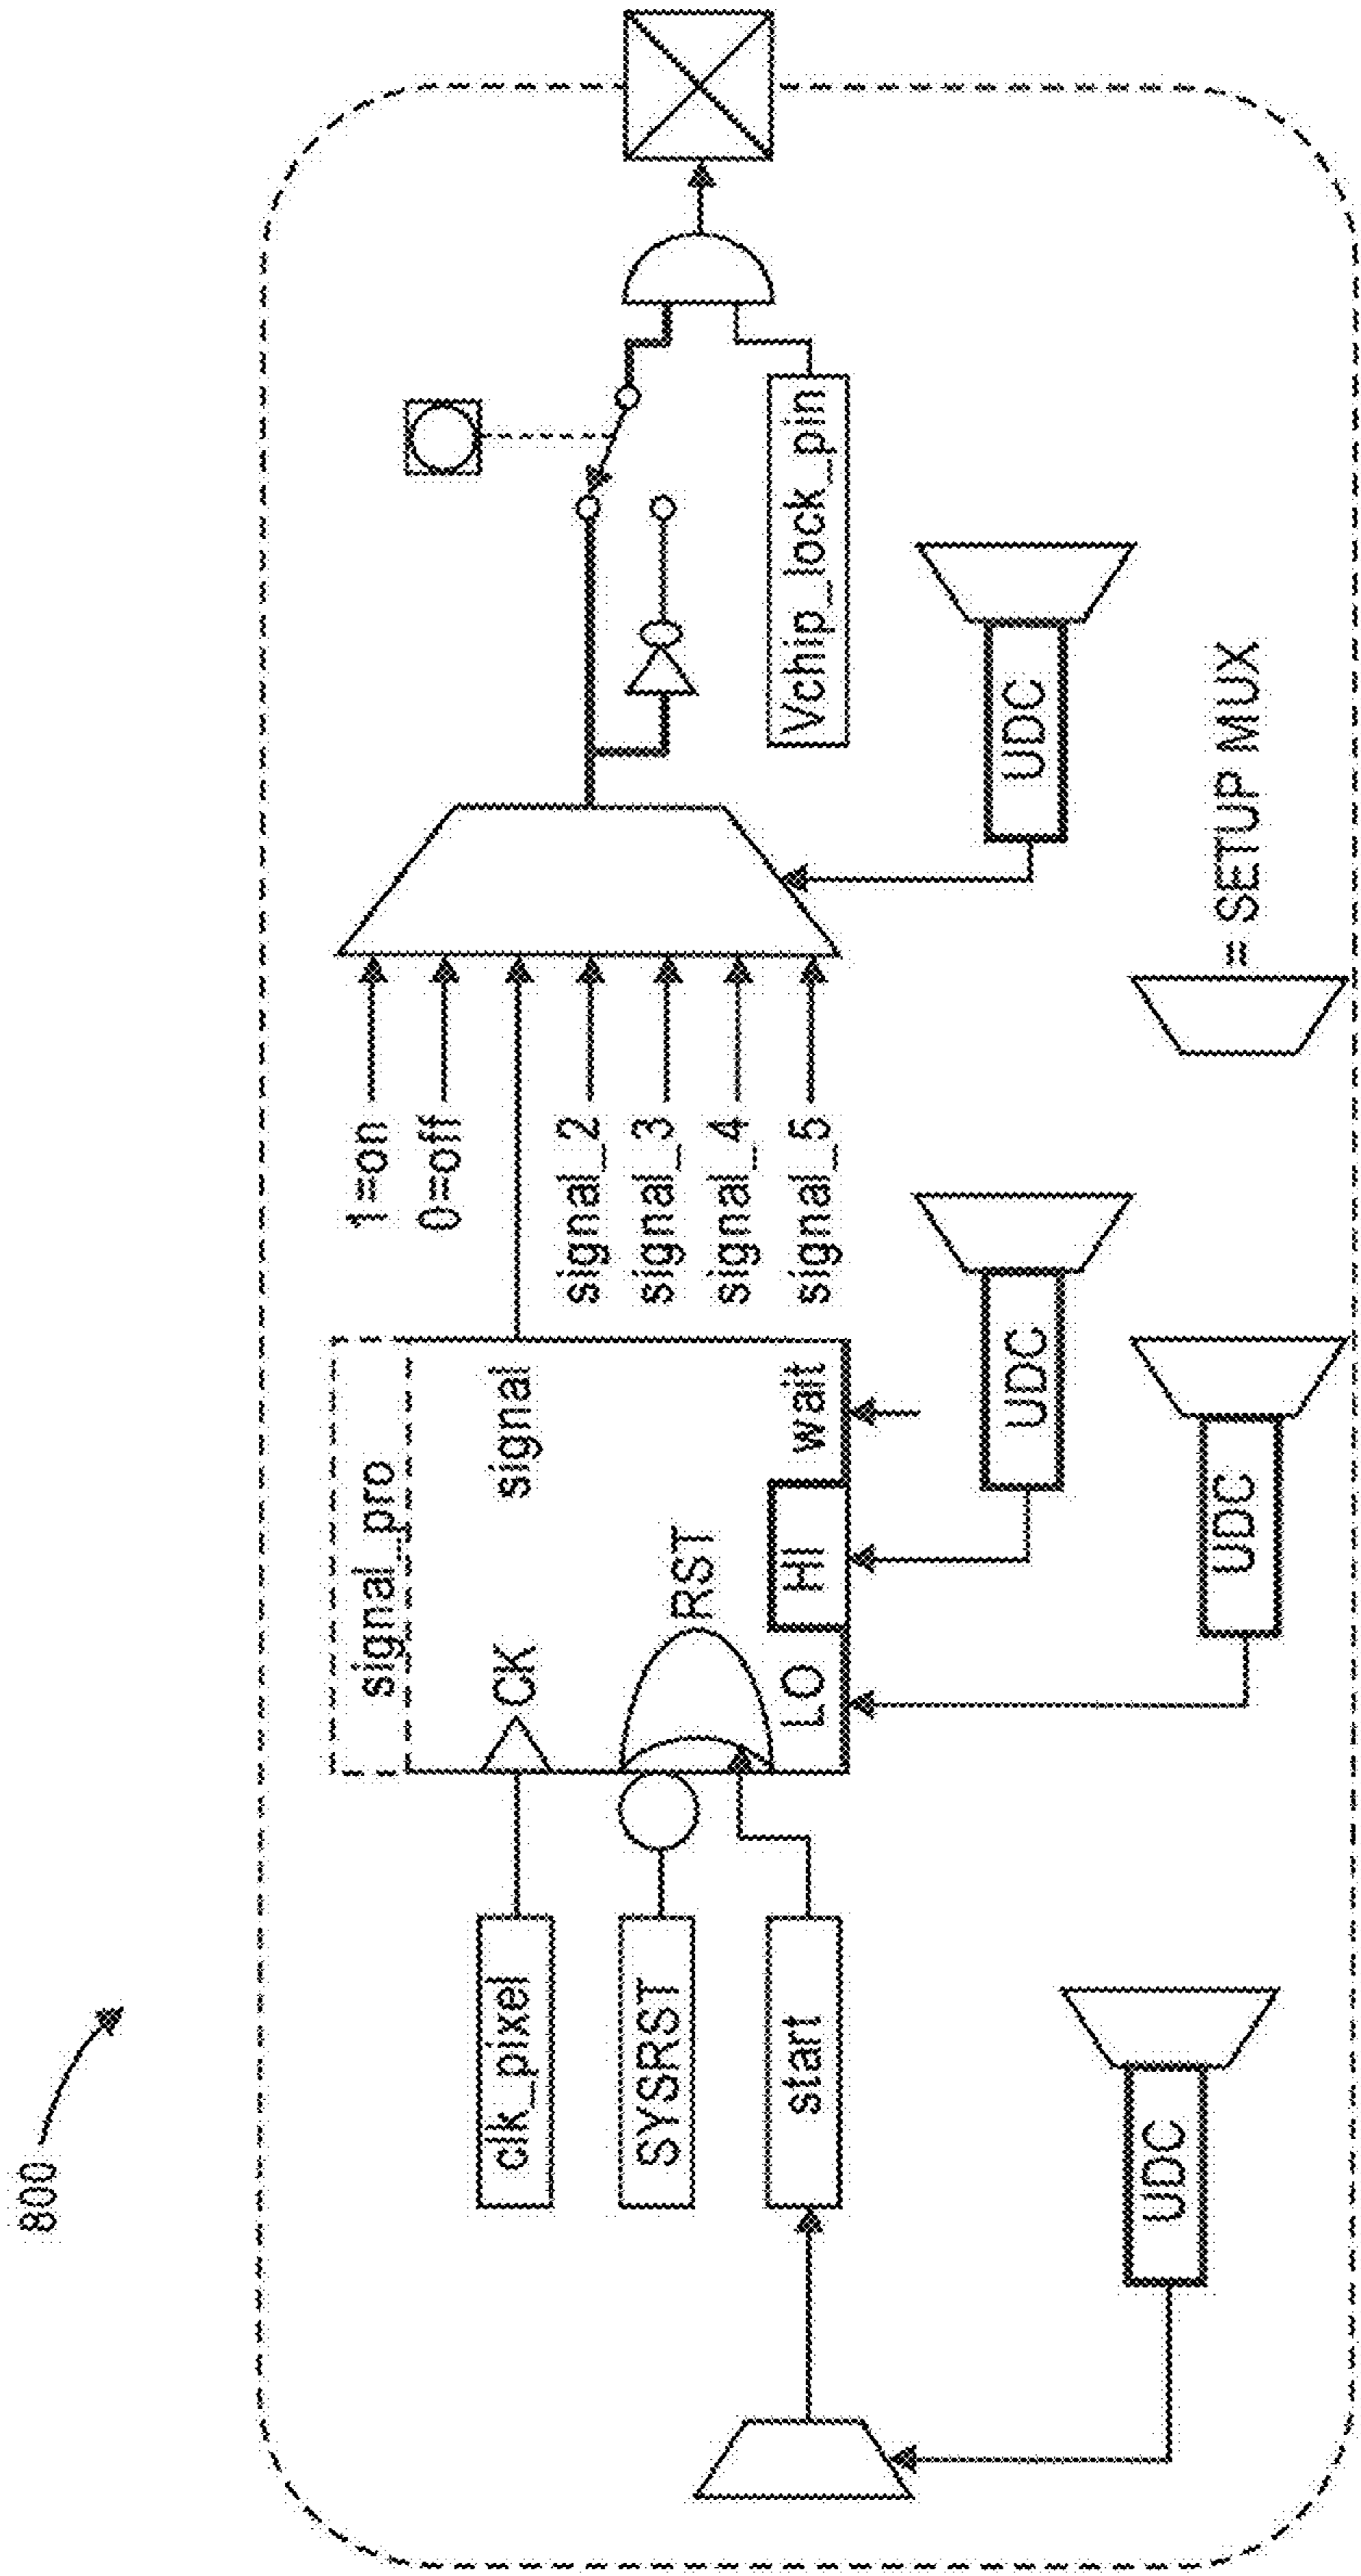 800
signal_pro
clk_pixel
CK
signal
SYSRST
RST
start
LO
HI
wait
1=on
0=off
signal_2
signal_3
signal_4
signal_5
Vchip_lock_pin
UDC
UDC
UDC
UDC
= SETUP MUX